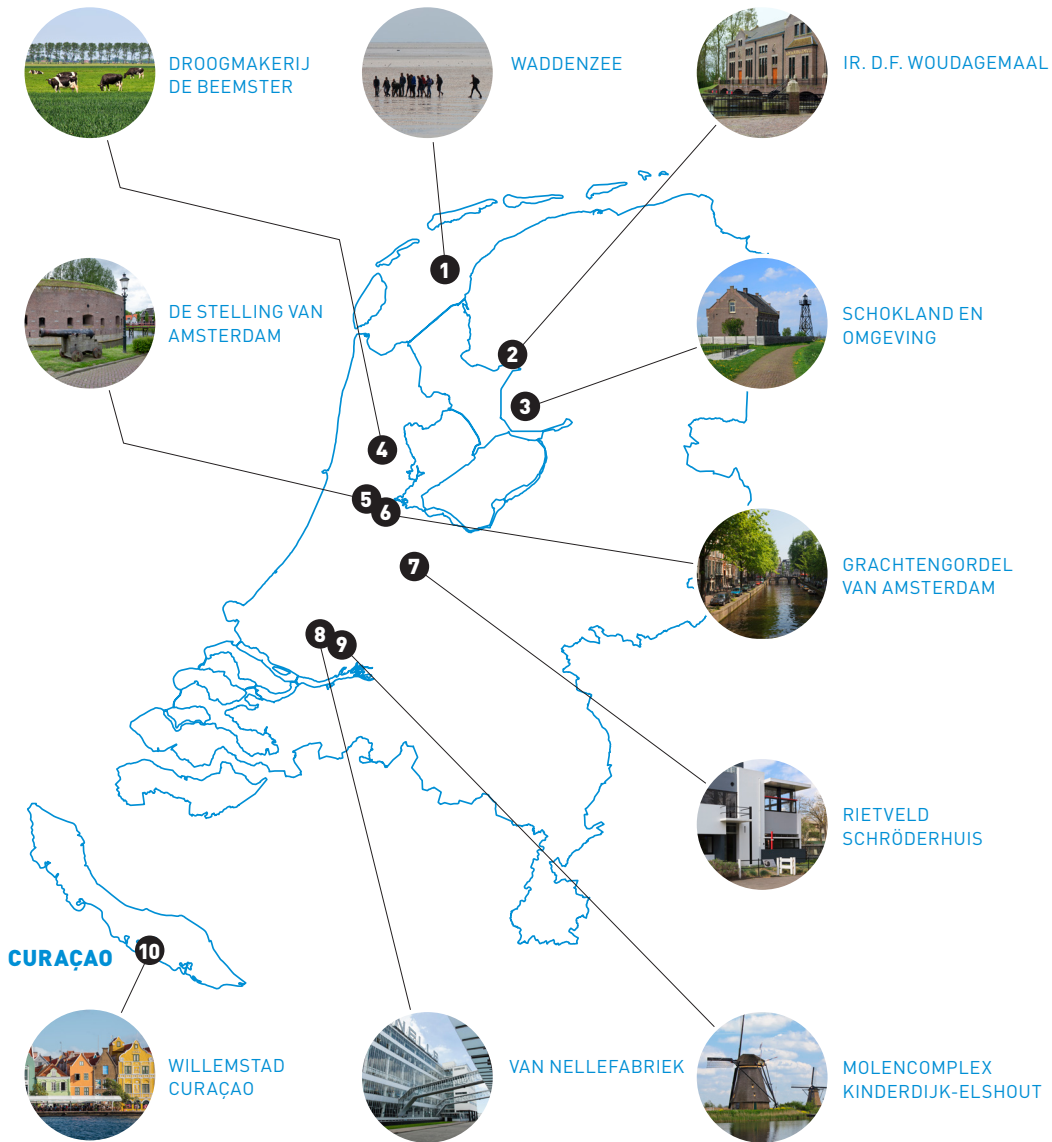 DROOGMAKERIJ
DE BEEMSTER
WADDENZEE
IR. D.F. WOUDAGEMAAL
1
DE STELLING VAN
AMSTERDAM
SCHOKLAND EN
OMGEVING
2
3
4
5
6
GRACHTENGORDEL
VAN AMSTERDAM
7
8
9
RIETVELD
SCHRÖDERHUIS
CURAÇAO
10
WILLEMSTAD
CURAÇAO
VAN NELLEFABRIEK
NELLE
MOLENCOMPLEX
KINDERDIJK-ELSHOUT